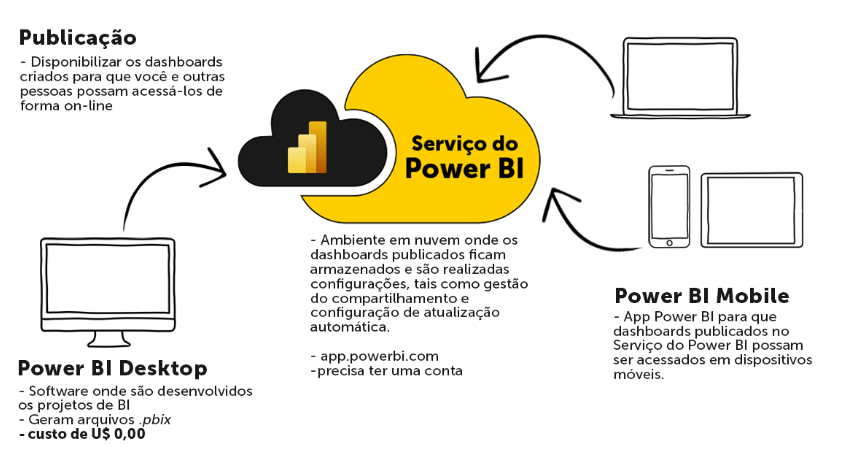 Publicação
- Disponibilizar os dashboards
criados para que você e outras
pessoas possam acessá-los de
forma on-line
Serviço do
Power BI
- Ambiente em nuvem onde os
dashboards publicados ficam
armazenados e são realizadas
configurações, tais como gestão
do compartilhamento e
configuração de atualização
automática.
- app.powerbi.com
-precisa ter uma conta
Power BI Desktop
- Software onde são desenvolvidos
os projetos de BI
- Geram arquivos .pbix
- custo de U$ 0,00
Power BI Mobile
- App Power BI para que
dashboards publicados no
Serviço do Power BI possam
ser acessados em dispositivos
móveis.